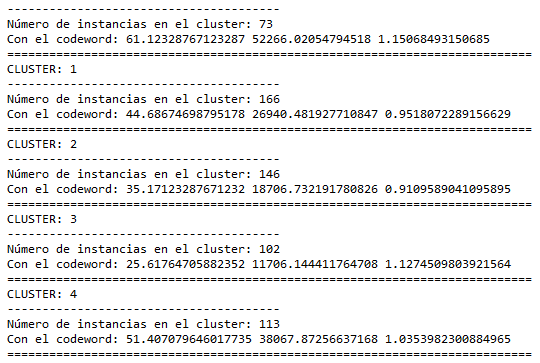 ---------------------------------------
Número de instancias en el cluster: 73
Con el codeword: 61.12328767123287 52266.02054794518 1.15068493150685
===========================================================================
CLUSTER: 1
---------------------------------------
Número de instancias en el cluster: 166
Con el codeword: 44.68674698795178 26940.481927710847 0.9518072289156629
===========================================================================
CLUSTER: 2
---------------------------------------
Número de instancias en el cluster: 146
Con el codeword: 35.17123287671232 18706.732191780826 0.9109589041095895
===========================================================================
CLUSTER: 3
---------------------------------------
Número de instancias en el cluster: 102
Con el codeword: 25.61764705882352 11706.144411764708 1.1274509803921564
===========================================================================
CLUSTER: 4
---------------------------------------
Número de instancias en el cluster: 113
Con el codeword: 51.407079646017735 38067.87256637168 1.0353982300884965
===========================================================================